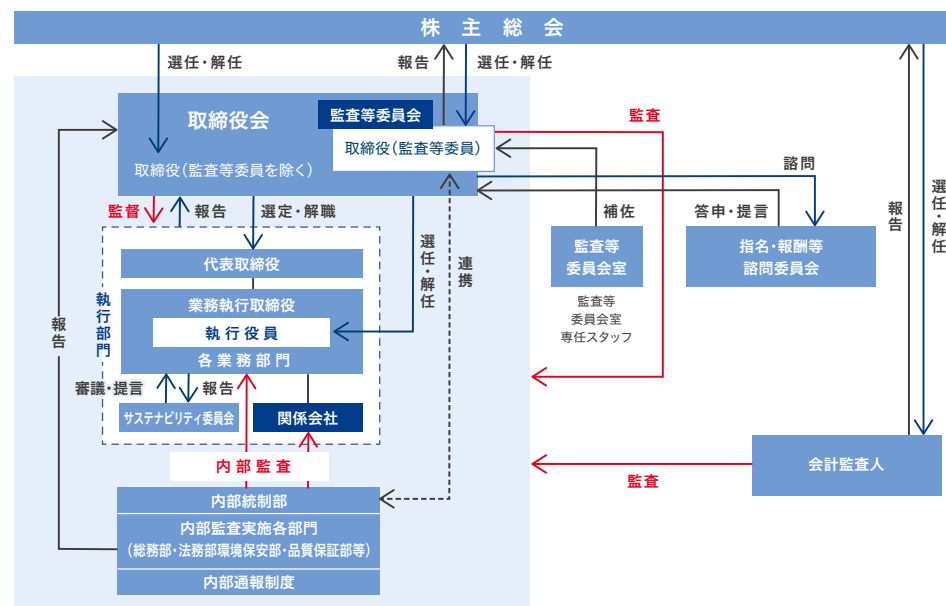 株主総会
選任・解任
報告
選任・解任
取締役会
監査等委員会
取締役(監査等委員)
取締役(監査等委員を除く)
監査
諮問
選任・解任
報告
監督
報告
選定・解職
選任・解任
連携
補佐
答申・提言
監査等
委員会室
指名・報酬等
諮問委員会
監査等
委員会室
専任スタッフ
代表取締役
執行部門
業務執行取締役
執行役員
各業務部門
報告
審議・提言
報告
サステナビリティ委員会
関係会社
内部監査
会計監査人
監査
内部統制部
内部監査実施各部門
(総務部・法務部環境保安部・品質保証部等)
内部通報制度